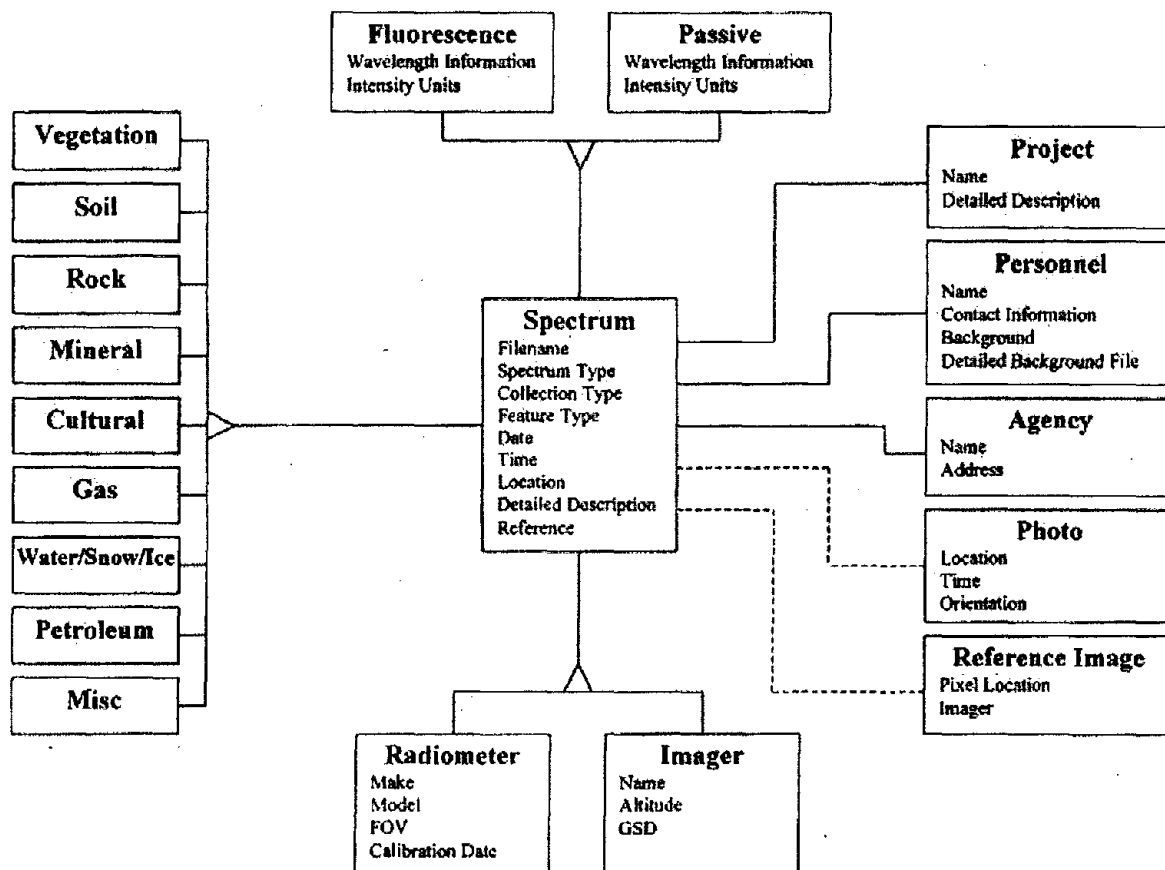 Fluorescence
Wavelength Information
Intensity Units
Passive
Wavelength Information
Intensity Units
Vegetation
Soil
Rock
Mineral
Cultural
Gas
Water/Snow/Ice
Petroleum
Misc
Spectrum
Filename
Spectrum Type
Collection Type
Feature Type
Date
Time
Location
Detailed Description
Reference
Project
Name
Detailed Description
Personnel
Name
Contact Information
Background
Detailed Background File
Agency
Name
Address
Photo
Location
Time
Orientation
Reference Image
Pixel Location
Imager
Radiometer
Make
Model
FOV
Calibration Date
Imager
Name
Altitude
GSD